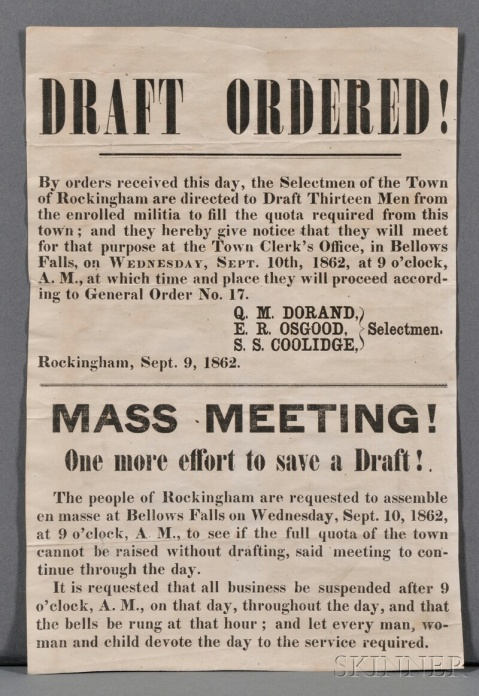 DRAFT ORDERED!
By orders received this day, the Selectmen of the Town
of Rockingham are directed to Draft Thirteen Men from
the enrolled militia to fill the quota required from this
town; and they hereby give notice that they will meet
for that purpose at the Town Clerk's Office, in Bellows
Falls, on WEDNESDAY, SEPT. 10th, 1862, at 9 o'clock,
A. M., at which time and place they will proceed accord-
ing to General Order No. 17.
Q. M. DORAND,
E. R. OSGOOD, Selectmen.
S. S. COOLIDGE,
Rockingham, Sept. 9, 1862.
MASS MEETING!
One more effort to save a Draft!
The people of Rockingham are requested to assemble
en masse at Bellows Falls on Wednesday, Sept. 10, 1862,
at 9 o'clock, A. M., to see if the full quota of the town
cannot be raised without drafting, said meeting to con-
tinue through the day.
It is requested that all business be suspended after 9
o'clock, A. M., on that day, throughout the day, and that
the bells be rung at that hour; and let every man, wo-
man and child devote the day to the service required.
SKINNER